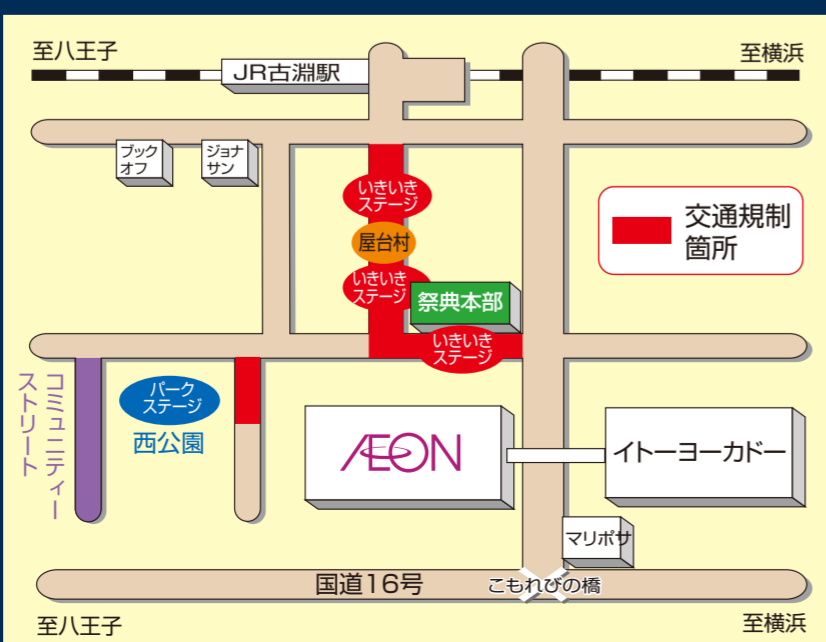 至八王子
至横浜
JR古淵駅
ブック
オフ
ジョナ
サン
いきいき
ステージ
屋台村
いきいき
ステージ
祭典本部
いきいき
ステージ
交通規制
箇所
コミュニティー
ストリート
パーク
ステージ
西公園
ÆON
イトーヨーカドー
マリポサ
国道16号
こもれびの橋
至八王子
至横浜